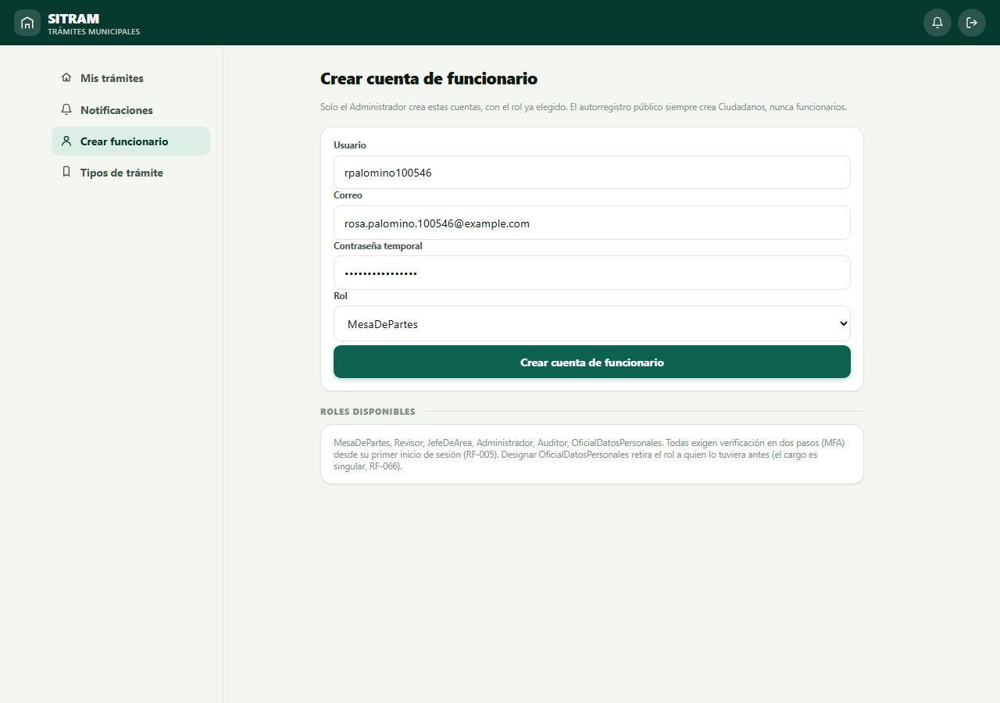 SITRAM
TRÁMITES MUNICIPALES
Mis trámites
Notificaciones
Crear funcionario
Tipos de trámite
Crear cuenta de funcionario
Solo el Administrador crea estas cuentas, con el rol ya elegido. El autorregistro público siempre crea Ciudadanos, nunca funcionarios.
Usuario
rpalomino100546
Correo
rosa.palomino.100546@example.com
Contraseña temporal
••••••••••••••••
Rol
MesaDePartes
Crear cuenta de funcionario
ROLES DISPONIBLES
MesaDePartes, Revisor, JefeDeArea, Administrador, Auditor, OficialDatosPersonales. Todas exigen verificación en dos pasos (MFA)
desde su primer inicio de sesión (RF-005). Designar OficialDatosPersonales retira el rol a quien lo tuviera antes (el cargo es
singular, RF-066).